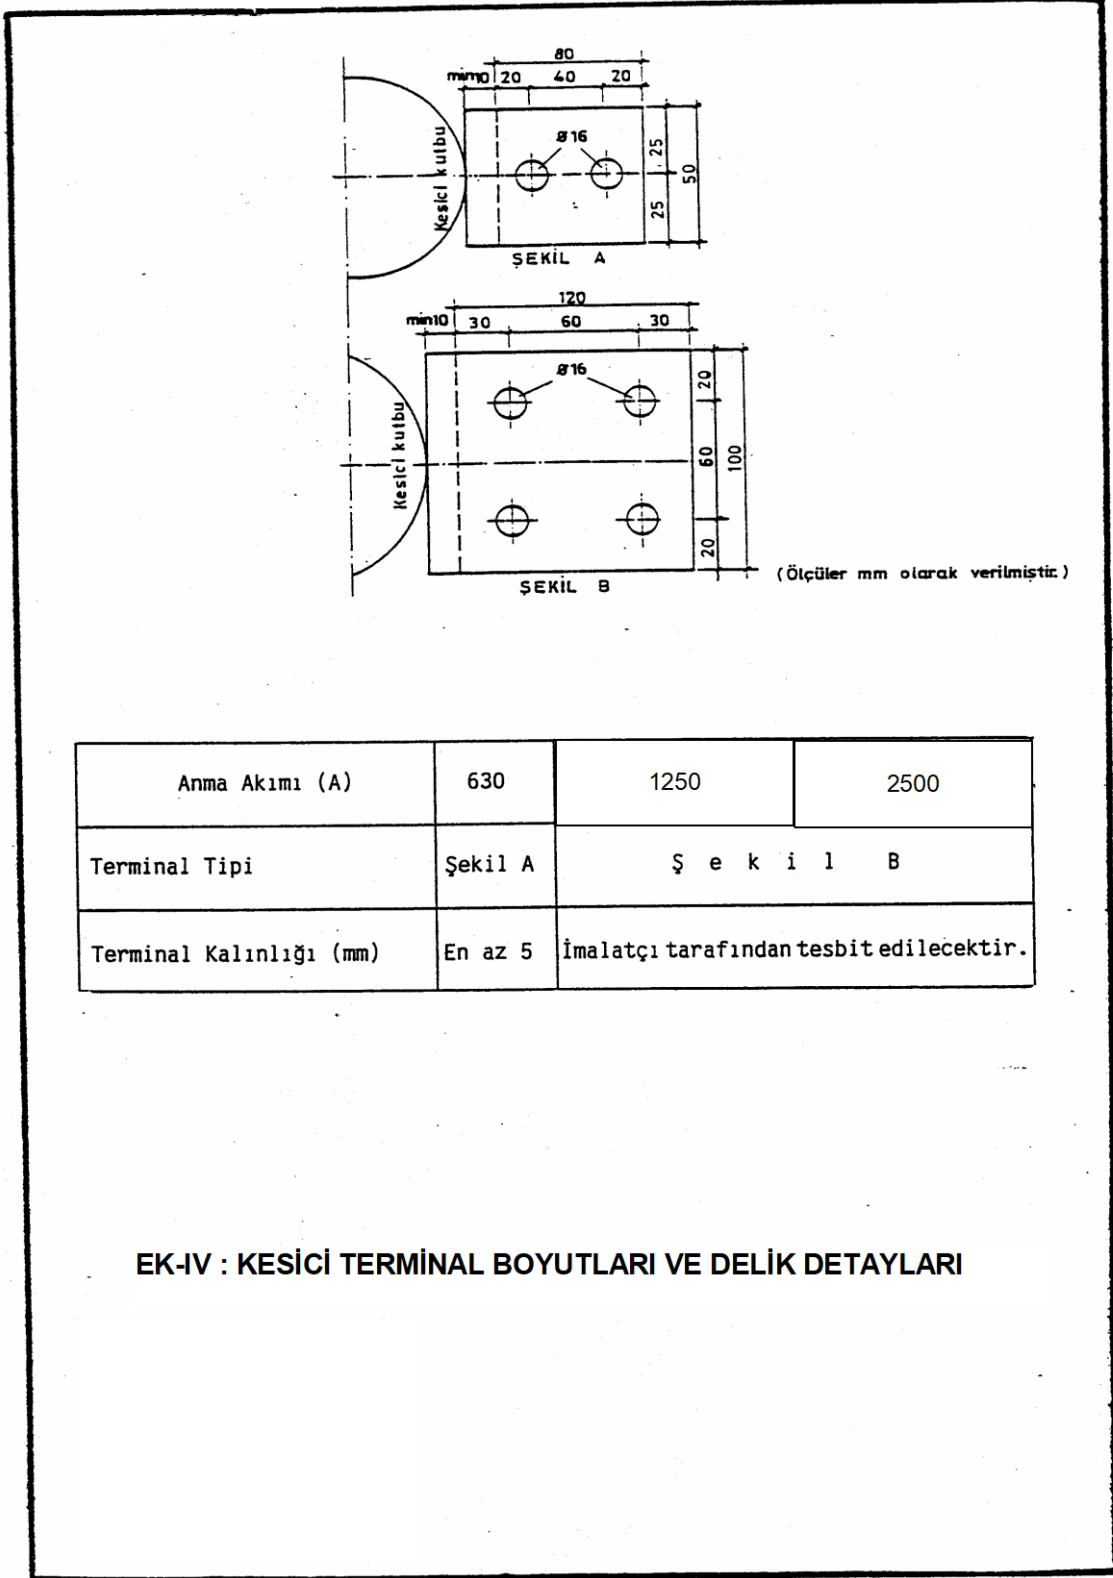 80
min10 20 40 20
Ø16
Kesici kutbu
25
50
25
ŞEKİL A
120
min10 30 60 30
Ø16
Kesici kutbu
20
60
100
20
ŞEKİL B
(Ölçüler mm olarak verilmiştir.)
Anma Akımı (A) 630 1250 2500
Terminal Tipi Şekil A Ş e k i l B
Terminal Kalınlığı (mm) En az 5 İmalatçı tarafından tesbit edilecektir.
EK-IV : KESİCİ TERMİNAL BOYUTLARI VE DELİK DETAYLARI